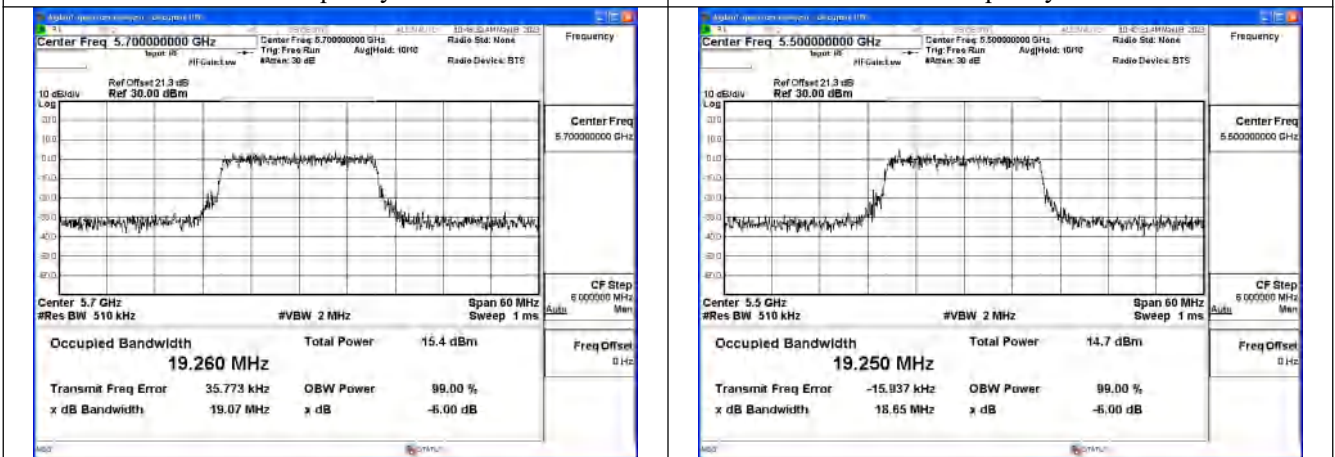 Center Freq 5.700000000 GHz
Center Freq: 5.700000000 GHz
Radio Std: None
Input: RF
Trig: Free Run
Avg|Hold: 10/10
#IFGain:Low
#Atten: 30 dB
Radio Device: BTS
Ref Offset 21.3 dB
10 dB/div
Ref 30.00 dBm
Log
Center 5.7 GHz
Span 60 MHz
#Res BW 510 kHz
#VBW 2 MHz
Sweep 1 ms
Occupied Bandwidth
Total Power
15.4 dBm
19.260 MHz
Transmit Freq Error
35.773 kHz
OBW Power
99.00 %
x dB Bandwidth
19.07 MHz
x dB
-6.00 dB
Frequency
Center Freq
5.700000000 GHz
CF Step
6.000000 MHz
Auto
Man
Freq Offset
0 Hz
Center Freq 5.500000000 GHz
Center Freq: 5.500000000 GHz
Radio Std: None
Input: RF
Trig: Free Run
Avg|Hold: 10/10
#IFGain:Low
#Atten: 30 dB
Radio Device: BTS
Ref Offset 21.3 dB
10 dB/div
Ref 30.00 dBm
Log
Center 5.5 GHz
Span 60 MHz
#Res BW 510 kHz
#VBW 2 MHz
Sweep 1 ms
Occupied Bandwidth
Total Power
14.7 dBm
19.250 MHz
Transmit Freq Error
-15.937 kHz
OBW Power
99.00 %
x dB Bandwidth
18.65 MHz
x dB
-6.00 dB
Frequency
Center Freq
5.500000000 GHz
CF Step
6.000000 MHz
Auto
Man
Freq Offset
0 Hz